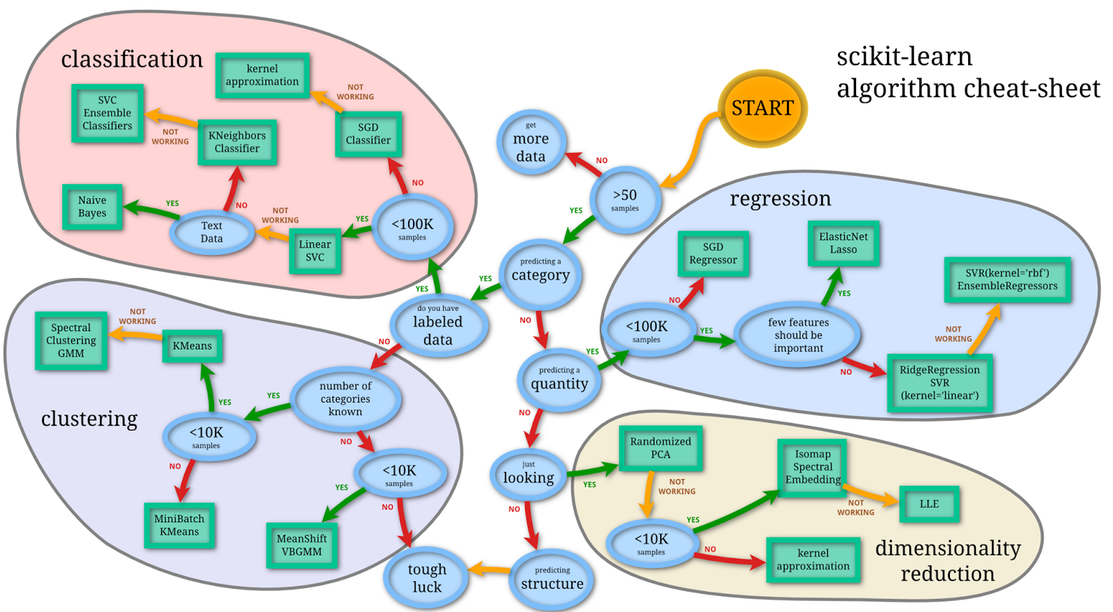 scikit-learn
algorithm cheat-sheet
START
classification
kernel
approximation
NOT
WORKING
SVC
Ensemble
Classifiers
NOT
WORKING
KNeighbors
Classifier
SGD
Classifier
NO
Naive
Bayes
YES
Text
Data
NO
NOT
WORKING
Linear
SVC
YES
<100K
samples
YES
get
more
data
NO
>50
samples
YES
predicting a
category
YES
NO
do you have
labeled
data
NO
predicting a
quantity
YES
NO
just
looking
YES
NO
predicting
structure
tough
luck
regression
SGD
Regressor
NO
<100K
samples
YES
ElasticNet
Lasso
YES
few features
should be
important
NO
SVR(kernel='rbf')
EnsembleRegressors
NOT
WORKING
RidgeRegression
SVR
(kernel='linear')
clustering
Spectral
Clustering
GMM
NOT
WORKING
KMeans
YES
<10K
samples
YES
number of
categories
known
NO
NO
MiniBatch
KMeans
<10K
samples
YES
NO
MeanShift
VBGMM
Randomized
PCA
NOT
WORKING
<10K
samples
YES
NO
Isomap
Spectral
Embedding
NOT
WORKING
LLE
kernel
approximation
dimensionality
reduction